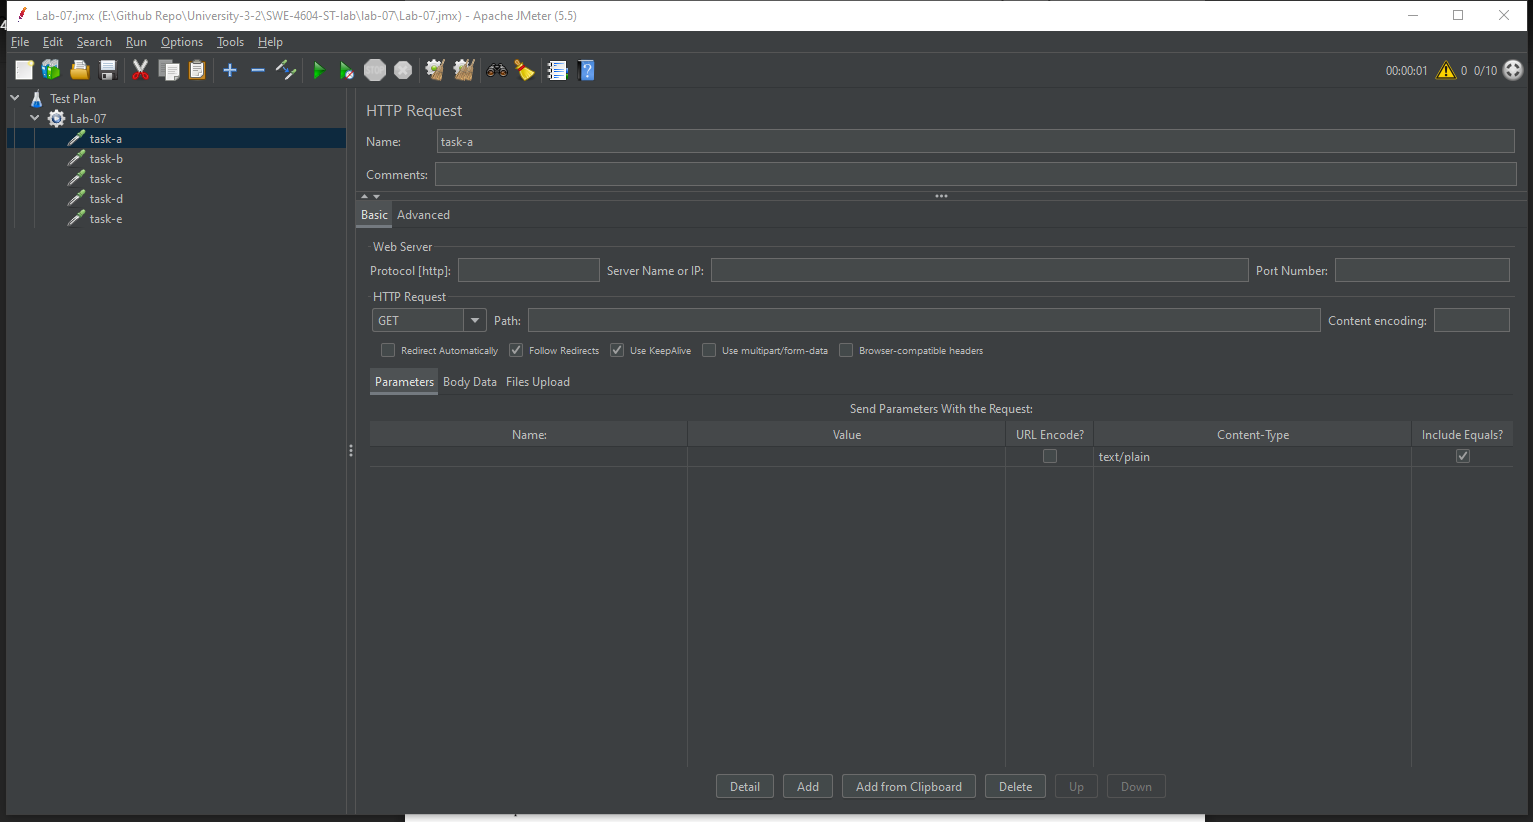 Lab-07.jmx (E:\Github Repo\University-3-2\SWE-4604-ST-lab\lab-07\Lab-07.jmx) - Apache JMeter (5.5)
File Edit Search Run Options Tools Help
STOP 00:00:01 0 0/10
Test Plan
Lab-07
task-a
task-b
task-c
task-d
task-e
HTTP Request
Name: task-a
Comments:
Basic Advanced
Web Server
Protocol [http]: Server Name or IP: Port Number:
HTTP Request
GET Path: Content encoding:
Redirect Automatically Follow Redirects Use KeepAlive Use multipart/form-data Browser-compatible headers
Parameters Body Data Files Upload
Send Parameters With the Request:
Name: Value URL Encode? Content-Type Include Equals?
text/plain
Detail Add Add from Clipboard Delete Up Down